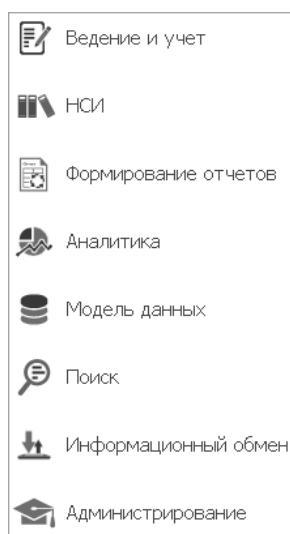 Ведение и учет
НСИ
Формирование отчетов
Аналитика
Модель данных
Поиск
Информационный обмен
Администрирование